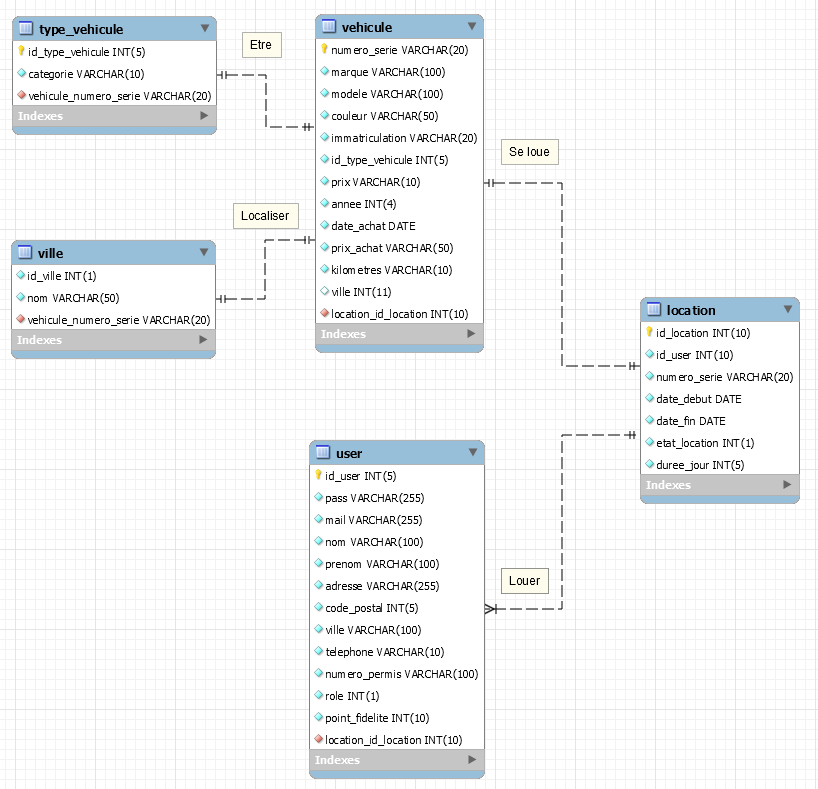 type_vehicule
id_type_vehicule INT(5)
categorie VARCHAR(10)
vehicule_numero_serie VARCHAR(20)
Indexes
Etre
vehicule
numero_serie VARCHAR(20)
marque VARCHAR(100)
modele VARCHAR(100)
couleur VARCHAR(50)
immatriculation VARCHAR(20)
id_type_vehicule INT(5)
prix VARCHAR(10)
annee INT(4)
date_achat DATE
prix_achat VARCHAR(50)
kilometres VARCHAR(10)
ville INT(11)
location_id_location INT(10)
Indexes
Se loue
Localiser
ville
id_ville INT(1)
nom VARCHAR(50)
vehicule_numero_serie VARCHAR(20)
Indexes
location
id_location INT(10)
id_user INT(10)
numero_serie VARCHAR(20)
date_debut DATE
date_fin DATE
etat_location INT(1)
duree_jour INT(5)
Indexes
user
id_user INT(5)
pass VARCHAR(255)
mail VARCHAR(255)
nom VARCHAR(100)
prenom VARCHAR(100)
adresse VARCHAR(255)
code_postal INT(5)
ville VARCHAR(100)
telephone VARCHAR(10)
numero_permis VARCHAR(100)
role INT(1)
point_fidelite INT(10)
location_id_location INT(10)
Indexes
Louer